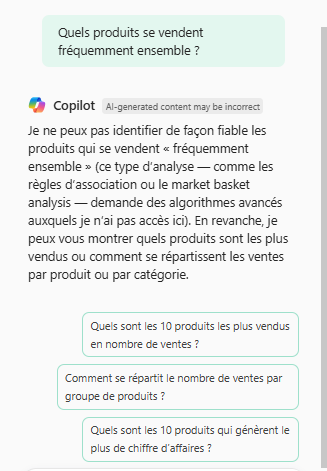 Quels produits se vendent
fréquemment ensemble ?
Copilot AI-generated content may be incorrect
Je ne peux pas identifier de façon fiable les
produits qui se vendent « fréquemment
ensemble » (ce type d’analyse — comme les
règles d’association ou le market basket
analysis — demande des algorithmes avancés
auxquels je n’ai pas accès ici). En revanche, je
peux vous montrer quels produits sont les plus
vendus ou comment se répartissent les ventes
par produit ou par catégorie.
Quels sont les 10 produits les plus vendus
en nombre de ventes ?
Comment se répartit le nombre de ventes par
groupe de produits ?
Quels sont les 10 produits qui génèrent le
plus de chiffre d’affaires ?